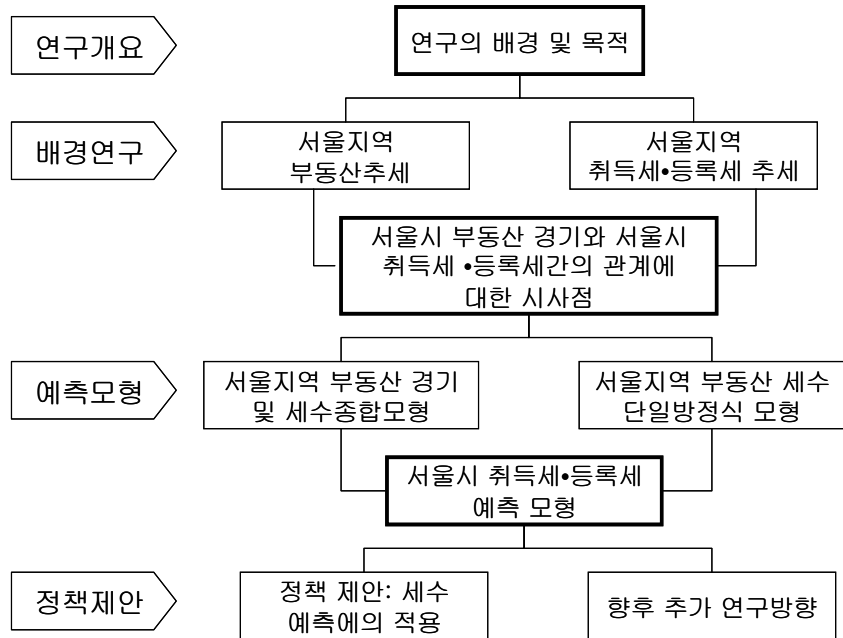 연구개요
연구의 배경 및 목적
배경연구
서울지역
부동산추세
서울지역
취득세•등록세 추세
서울시 부동산 경기와 서울시
취득세 •등록세간의 관계에
대한 시사점
예측모형
서울지역 부동산 경기
및 세수종합모형
서울지역 부동산 세수
단일방정식 모형
서울시 취득세•등록세
예측 모형
정책제안
정책 제안: 세수
예측에의 적용
향후 추가 연구방향